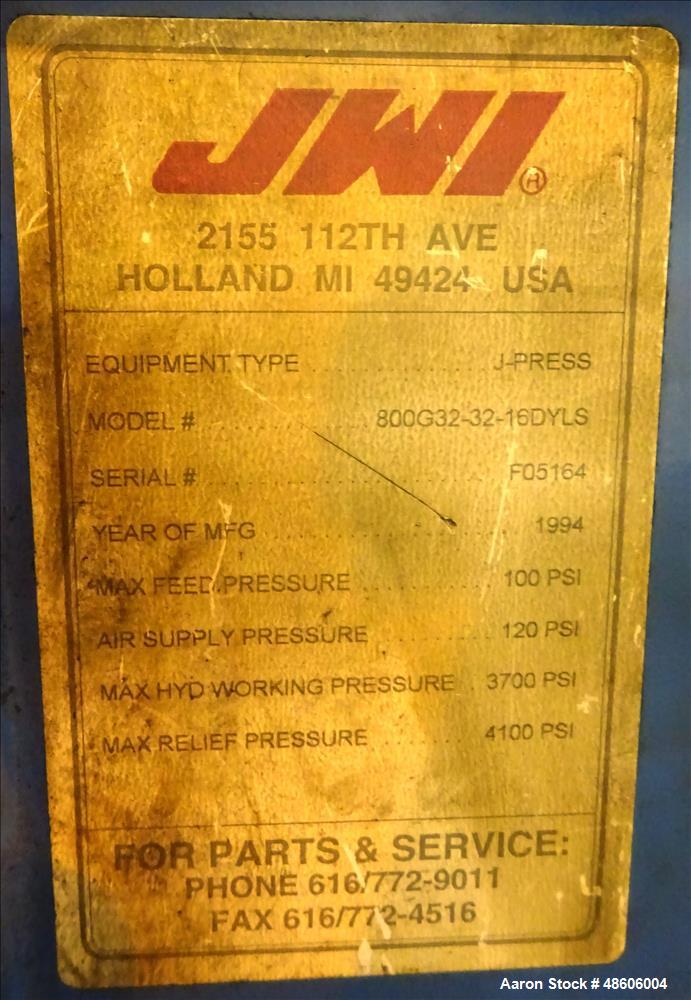 JWI®
2155 112TH AVE
HOLLAND MI 49424 USA
EQUIPMENT TYPE . . . . . . . . . . . . . . J-PRESS
MODEL # . . . . . . . . . . . . 800G32-32-16DYLS
SERIAL # . . . . . . . . . . . . . . . . . . . F05164
YEAR OF MFG . . . . . . . . . . . . . . . . . 1994
MAX FEED PRESSURE . . . . . . . . . . 100 PSI
AIR SUPPLY PRESSURE . . . . . . . . . 120 PSI
MAX HYD WORKING PRESSURE . 3700 PSI
MAX RELIEF PRESSURE . . . . . . . . 4100 PSI
FOR PARTS & SERVICE:
PHONE 616/772-9011
FAX 616/772-4516
Aaron Stock # 48606004